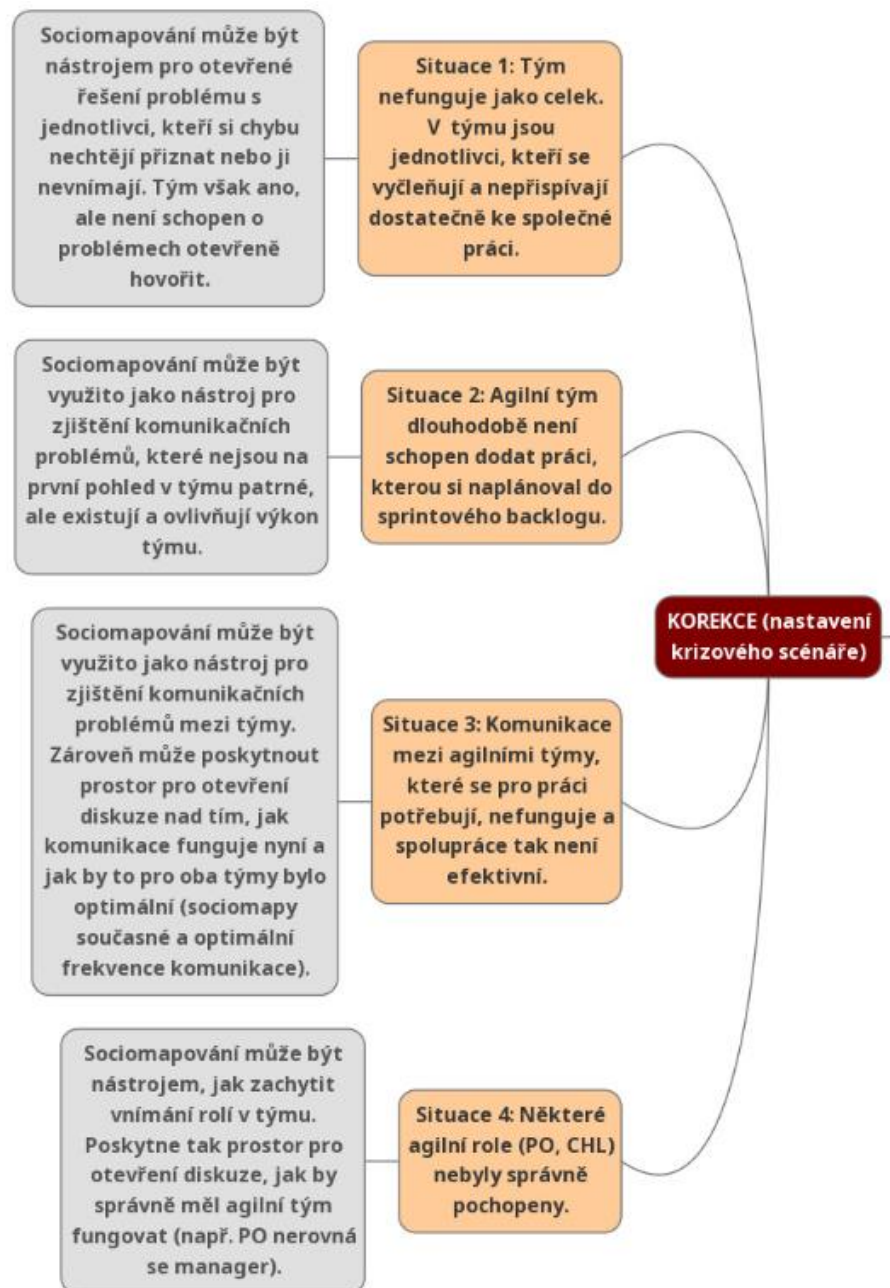 Sociomapování může být
nástrojem pro otevřené
řešení problému s
jednotlivci, kteří si chybu
nechtějí přiznat nebo ji
nevnímají. Tým však ano,
ale není schopen o
problémech otevřeně
hovořit.
Situace 1: Tým
nefunguje jako celek.
V týmu jsou
jednotlivci, kteří se
vyčleňují a nepřispívají
dostatečně ke společné
práci.
Sociomapování může být
využito jako nástroj pro
zjištění komunikačních
problémů, které nejsou na
první pohled v týmu patrné,
ale existují a ovlivňují výkon
týmu.
Situace 2: Agilní tým
dlouhodobě není
schopen dodat práci,
kterou si naplánoval do
sprintového backlogu.
KOREKCE (nastavení
krizového scénáře)
Sociomapování může být
využito jako nástroj pro
zjištění komunikačních
problémů mezi týmy.
Zároveň může poskytnout
prostor pro otevření
diskuze nad tím, jak
komunikace funguje nyní a
jak by to pro oba týmy bylo
optimální (sociomapy
současné a optimální
frekvence komunikace).
Situace 3: Komunikace
mezi agilními týmy,
které se pro práci
potřebují, nefunguje a
spolupráce tak není
efektivní.
Sociomapování může být
nástrojem, jak zachytit
vnímání rolí v týmu.
Poskytne tak prostor pro
otevření diskuze, jak by
správně měl agilní tým
fungovat (např. PO nerovná
se manager).
Situace 4: Některé
agilní role (PO, CHL)
nebyly správně
pochopeny.